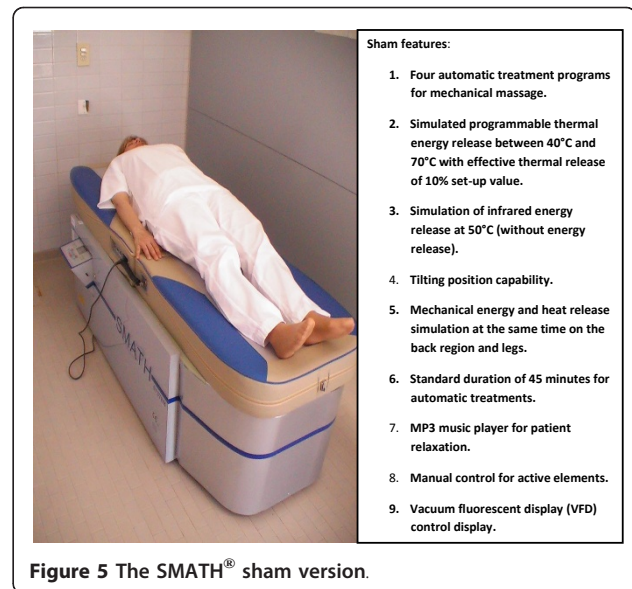 Sham features:
1. Four automatic treatment programs
for mechanical massage.
2. Simulated programmable thermal
energy release between 40°C and
70°C with effective thermal release
of 10% set-up value.
3. Simulation of infrared energy
release at 50°C (without energy
release).
4. Tilting position capability.
5. Mechanical energy and heat release
simulation at the same time on the
back region and legs.
6. Standard duration of 45 minutes for
automatic treatments.
7. MP3 music player for patient
relaxation.
8. Manual control for active elements.
9. Vacuum fluorescent display (VFD)
control display.
SMATH
Figure 5 The SMATH® sham version.